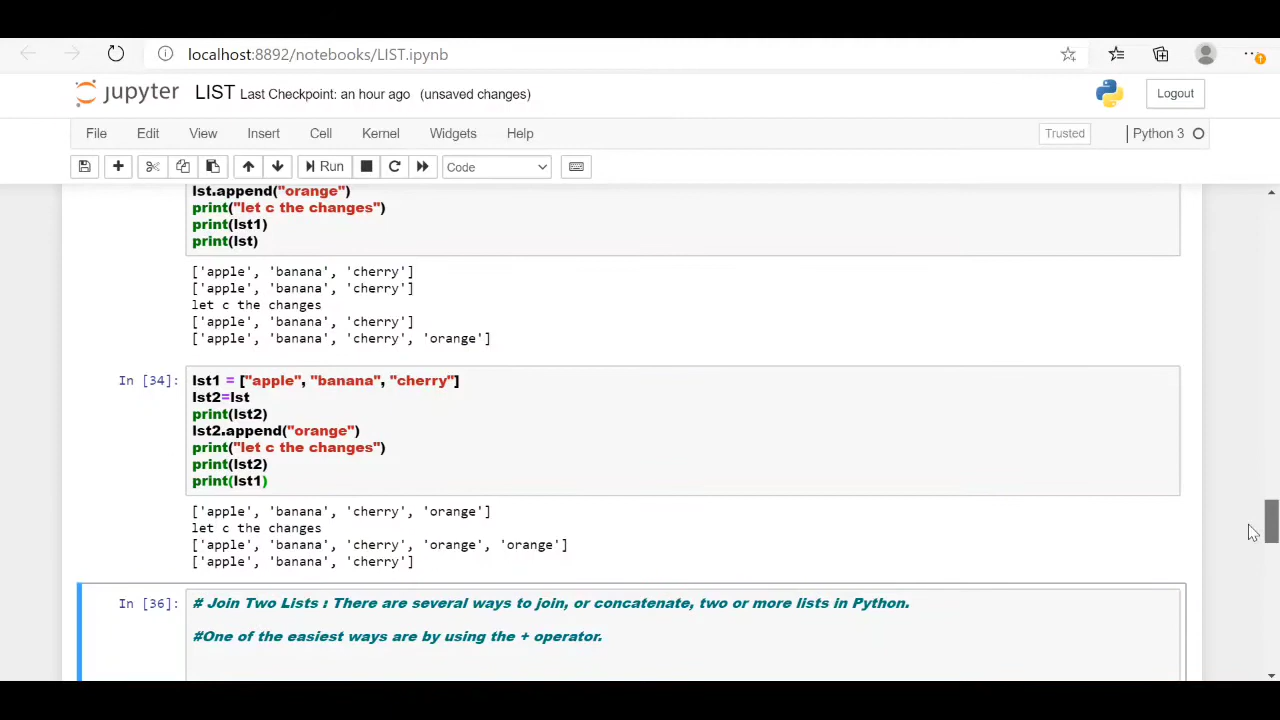 localhost:8892/notebooks/LIST.ipynb
jupyter LIST Last Checkpoint: an hour ago (unsaved changes) Logout
File Edit View Insert Cell Kernel Widgets Help Trusted Python 3
Run Code
lst.append("orange")
print("let c the changes")
print(lst1)
print(lst)
['apple', 'banana', 'cherry']
['apple', 'banana', 'cherry']
let c the changes
['apple', 'banana', 'cherry']
['apple', 'banana', 'cherry', 'orange']
In [34]: lst1 = ["apple", "banana", "cherry"]
lst2=lst
print(lst2)
lst2.append("orange")
print("let c the changes")
print(lst2)
print(lst1)
['apple', 'banana', 'cherry', 'orange']
let c the changes
['apple', 'banana', 'cherry', 'orange', 'orange']
['apple', 'banana', 'cherry']
In [36]: # Join Two Lists : There are several ways to join, or concatenate, two or more lists in Python.
#One of the easiest ways are by using the + operator.